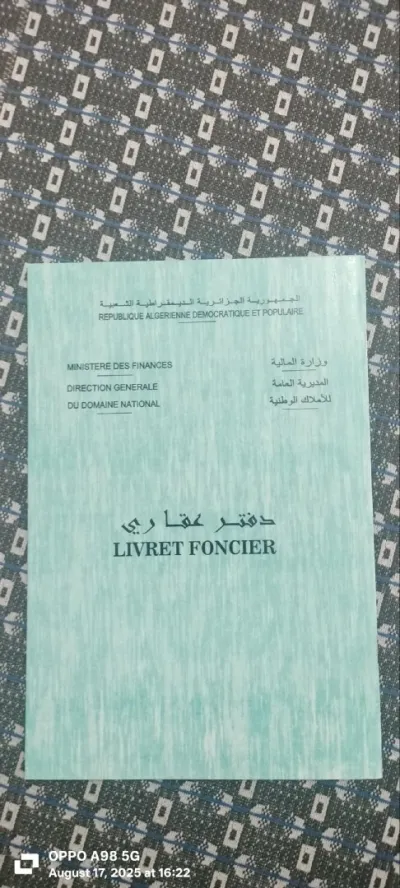 الجمهورية الجزائرية الديمقراطية الشعبية
REPUBLIQUE ALGERIENNE DEMOCRATIQUE ET POPULAIRE
MINISTERE DES FINANCES
DIRECTION GENERALE
DU DOMAINE NATIONAL
وزارة المالية
المديرية العامة
للأملاك الوطنية
دفتر عقاري
LIVRET FONCIER
OPPO A98 5G
August 17, 2025 at 16:22